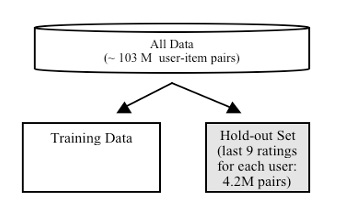 All Data
(~ 103 M user-item pairs)
Training Data
Hold-out Set
(last 9 ratings
for each user:
4.2M pairs)